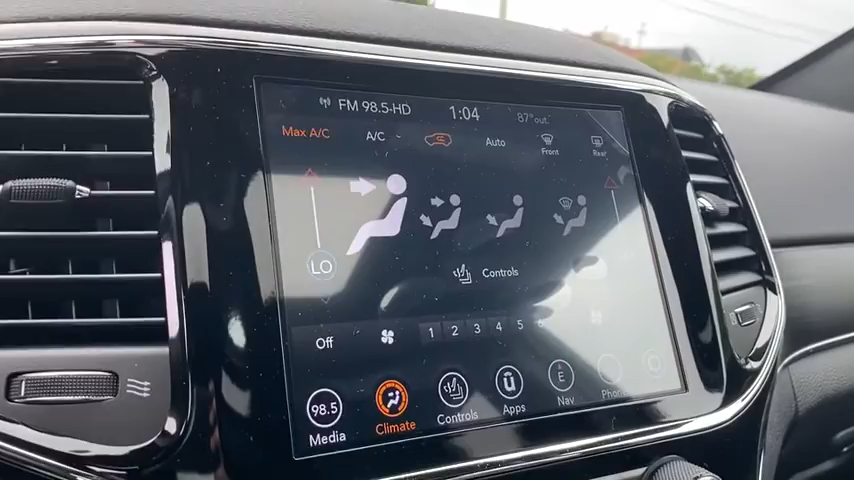 FM 98.5-HD 1:04 87° out.
Max A/C A/C Auto Front Rear
LO
Controls
Off 1 2 3 4 5
98.5 E
Media Climate Controls Apps Nav Phone